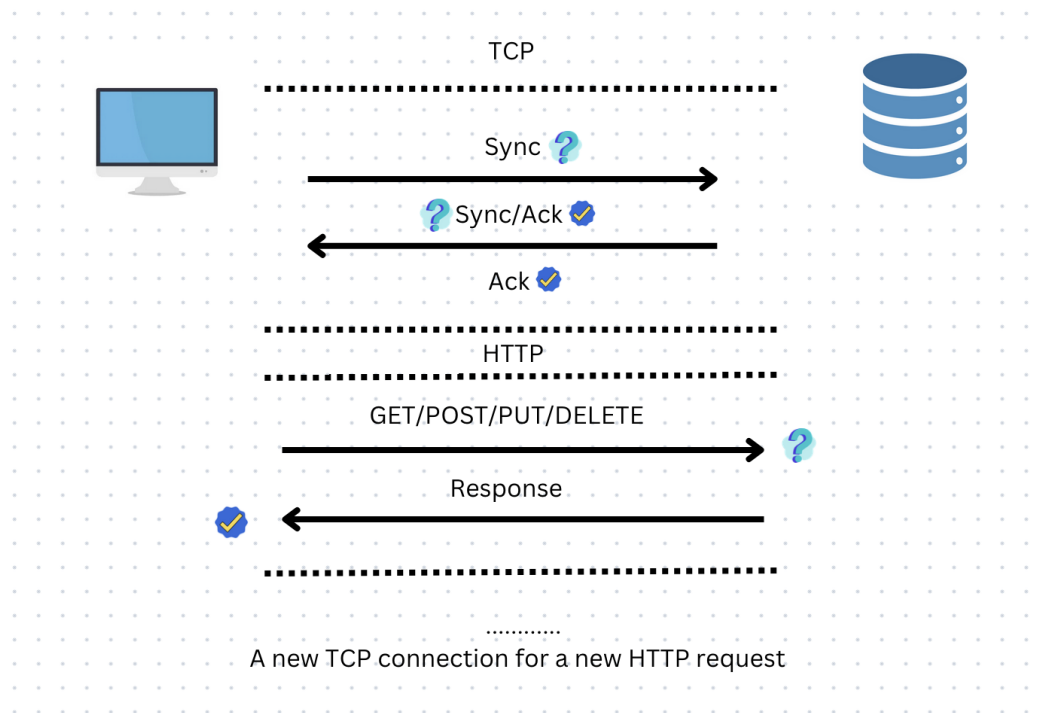 TCP
Sync
Sync/Ack
Ack
HTTP
GET/POST/PUT/DELETE
Response
............
A new TCP connection for a new HTTP request